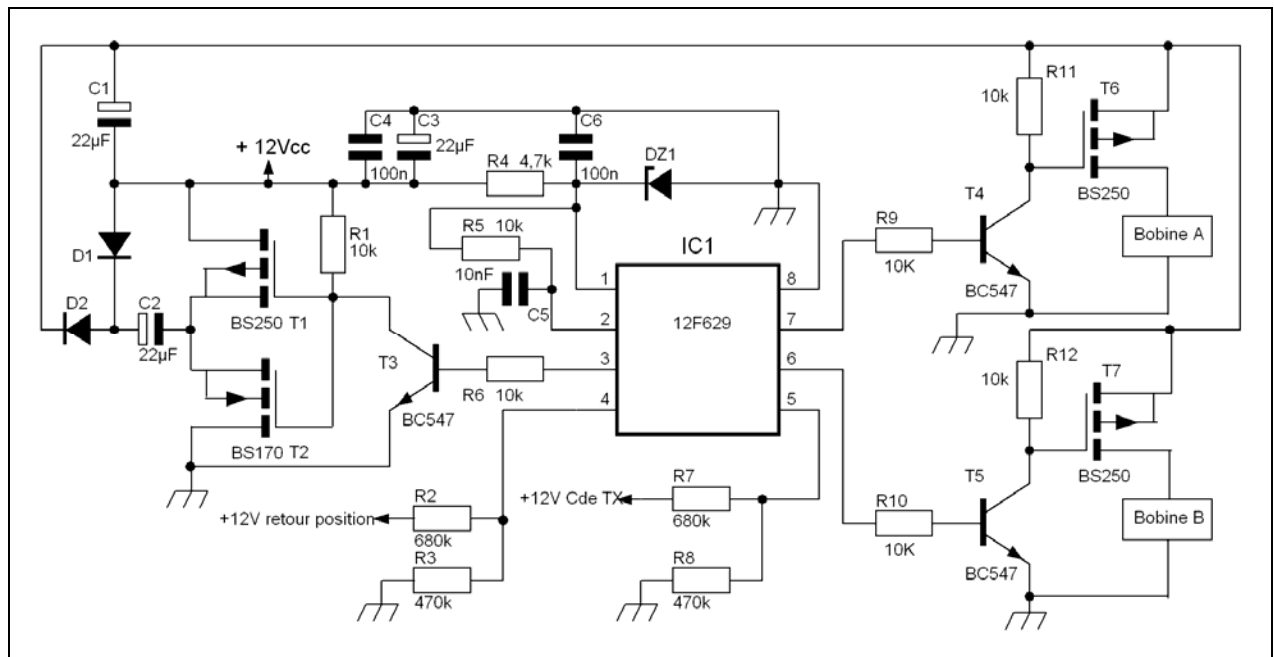 C1
22µF
+ 12Vcc
C4
100n
C3
22µF
C6
100n
R4 4,7k
DZ1
R11
10k
T6
BS250
D1
R1
10k
R5 10k
10nF
C5
IC1
12F629
1
2
3
4
8
7
6
5
R9
10K
T4
BC547
Bobine A
D2
C2
22µF
BS250 T1
BS170 T2
T3
BC547
R6 10k
R12
10k
T7
BS250
+12V retour position
R2
680k
R3
470k
+12V Cde TX
R7
680k
R8
470k
R10
10K
T5
BC547
Bobine B